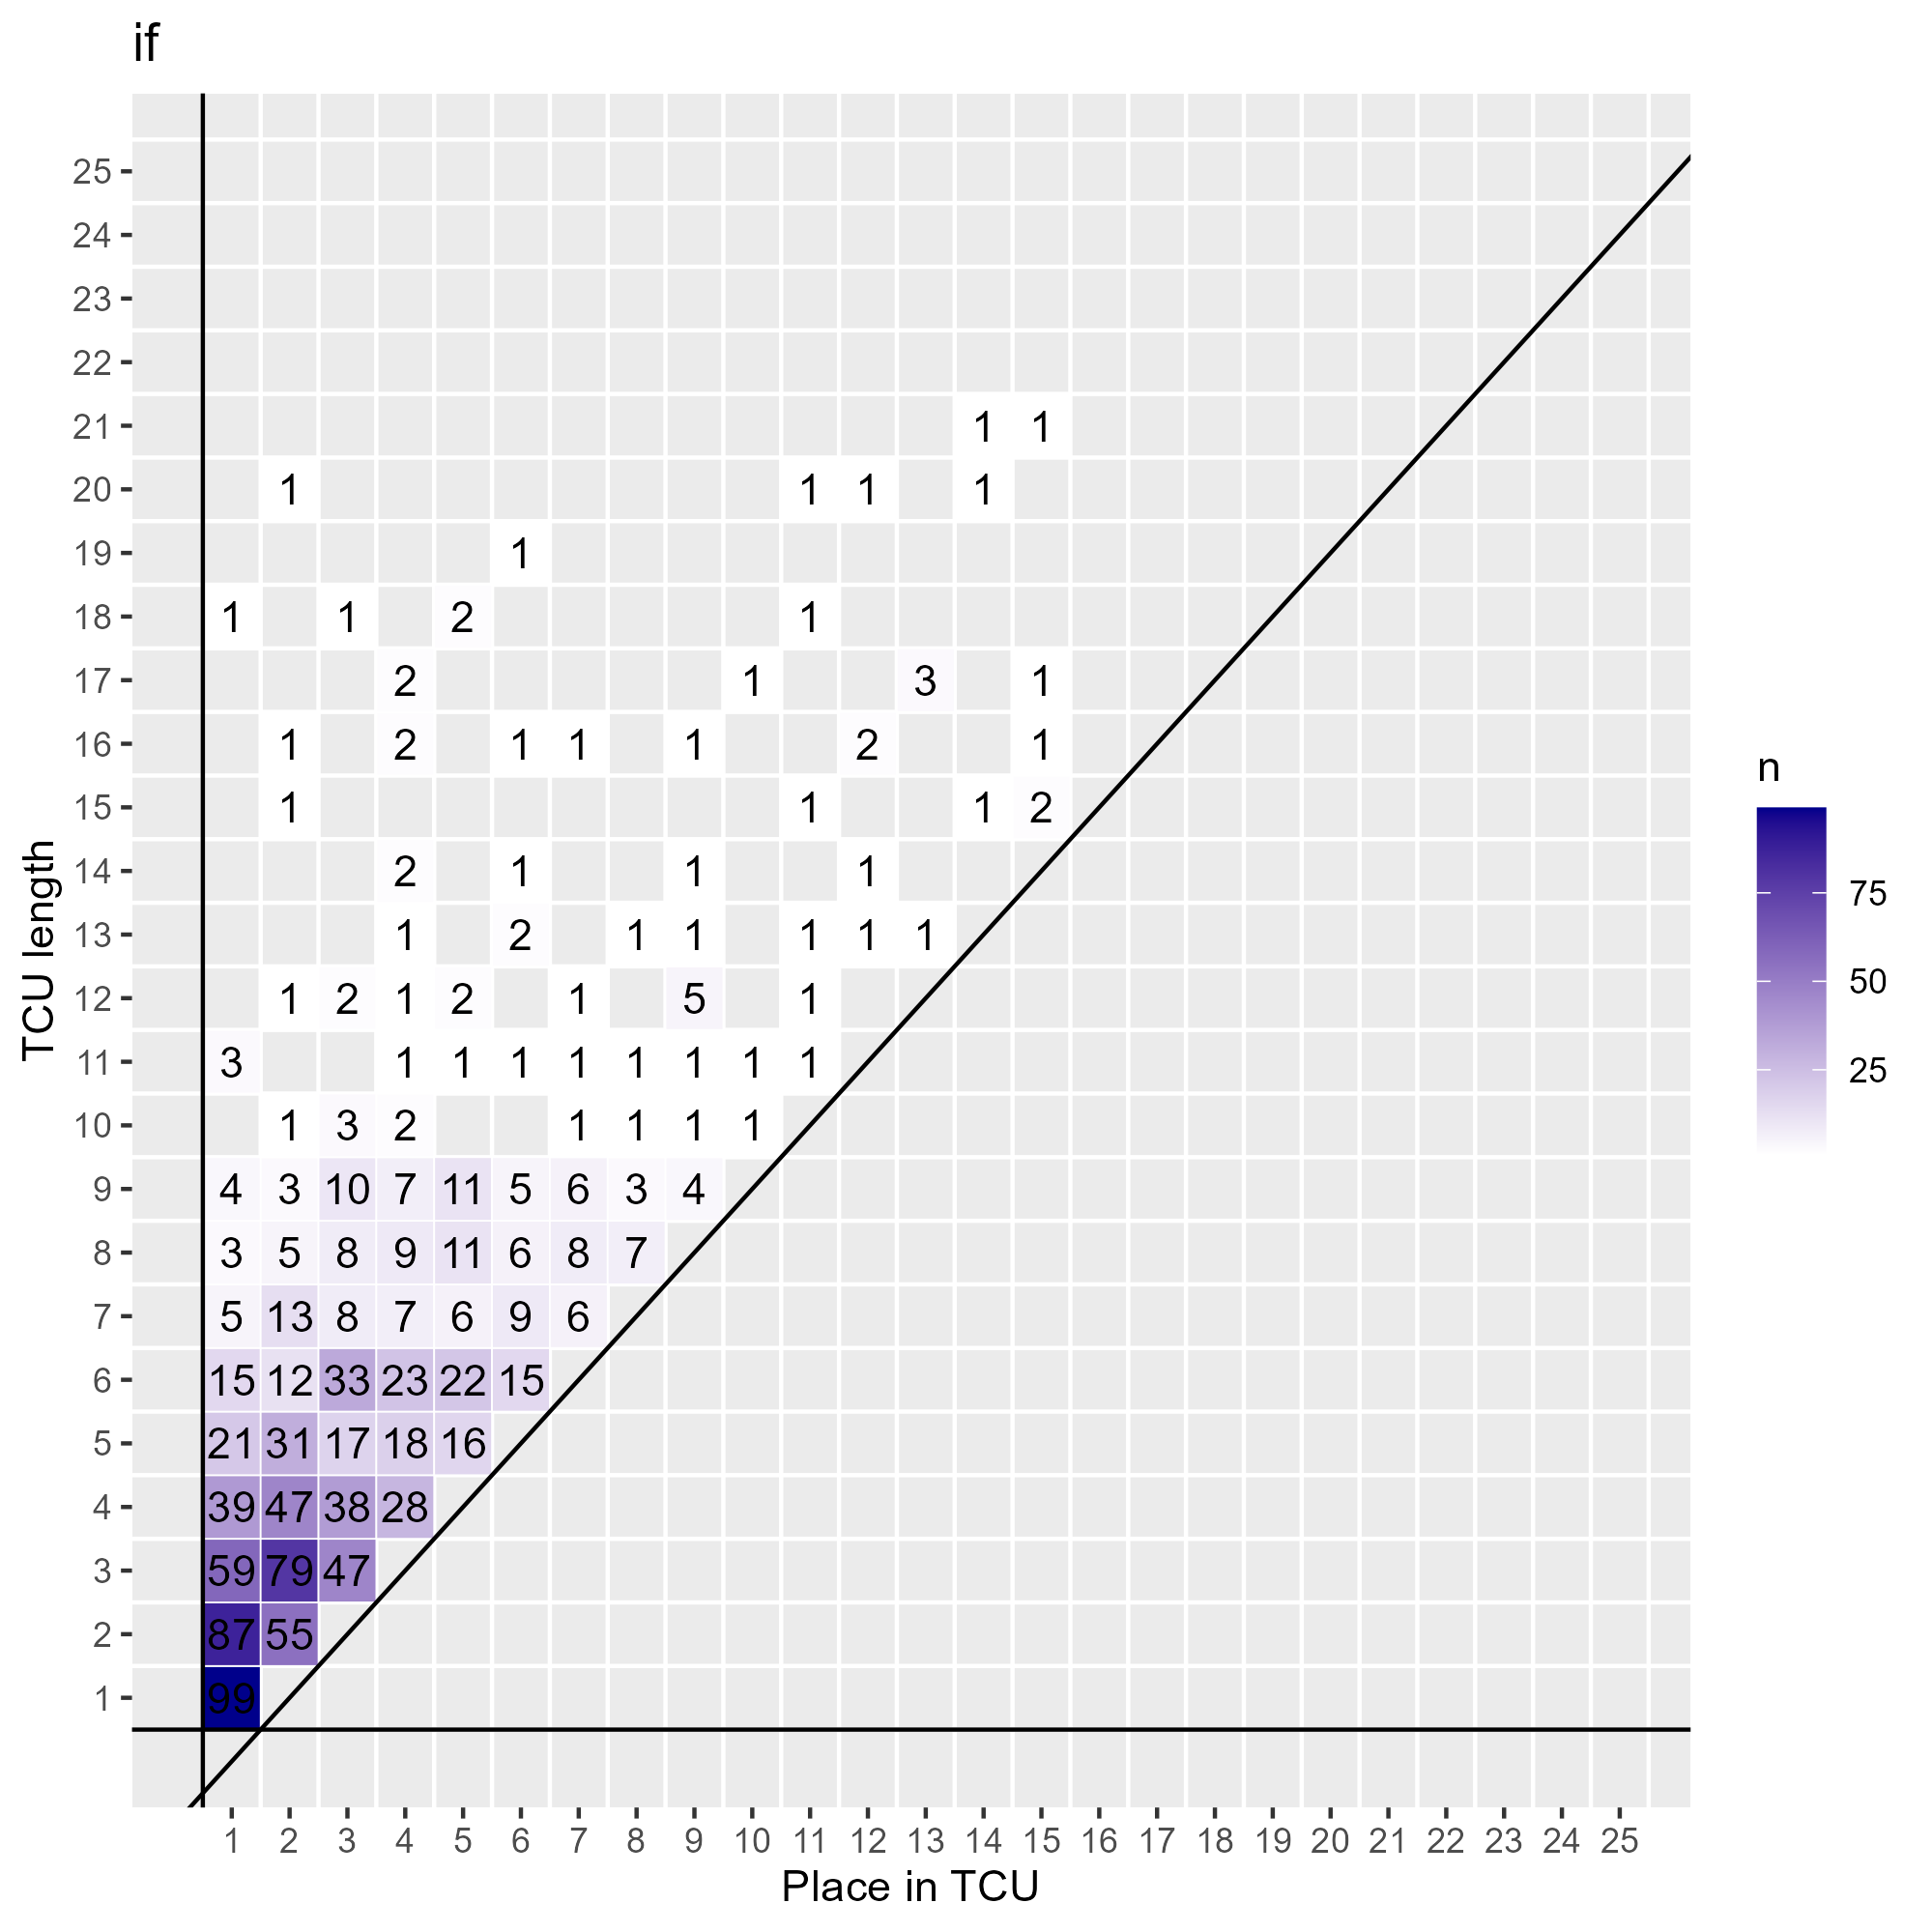 if
25
24
23
22
21 1 1
20 1 1 1 1
19 1
18 1 1 2 1
17 2 1 3 1
16 1 2 1 1 1 2 1
15 1 1 1 2
14 2 1 1 1
13 1 2 1 1 1 1 1
12 1 2 1 2 1 5 1
11 3 1 1 1 1 1 1 1 1
10 1 3 2 1 1 1 1
9 4 3 10 7 11 5 6 3 4
8 3 5 8 9 11 6 8 7
7 5 13 8 7 6 9 6
6 15 12 33 23 22 15
5 21 31 17 18 16
4 39 47 38 28
3 59 79 47
2 87 55
1 99
1 2 3 4 5 6 7 8 9 10 11 12 13 14 15 16 17 18 19 20 21 22 23 24 25
Place in TCU
TCU length
n
75
50
25